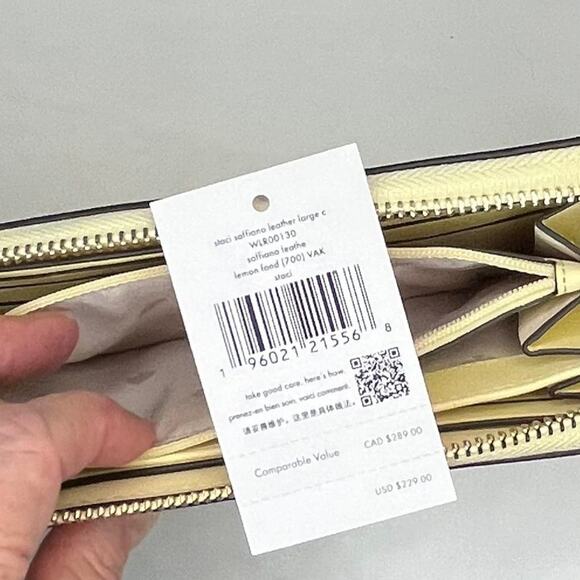 staci saffiano leather large c
WLR00130
saffiano leathe
lemon fond (700) VAK
staci
1 96021 21556 8
take good care. here's how.
prenez-en bien soin. voici comment.
请妥善维护。这里是具体做法。
Comparable Value CAD $289.00
USD $229.00